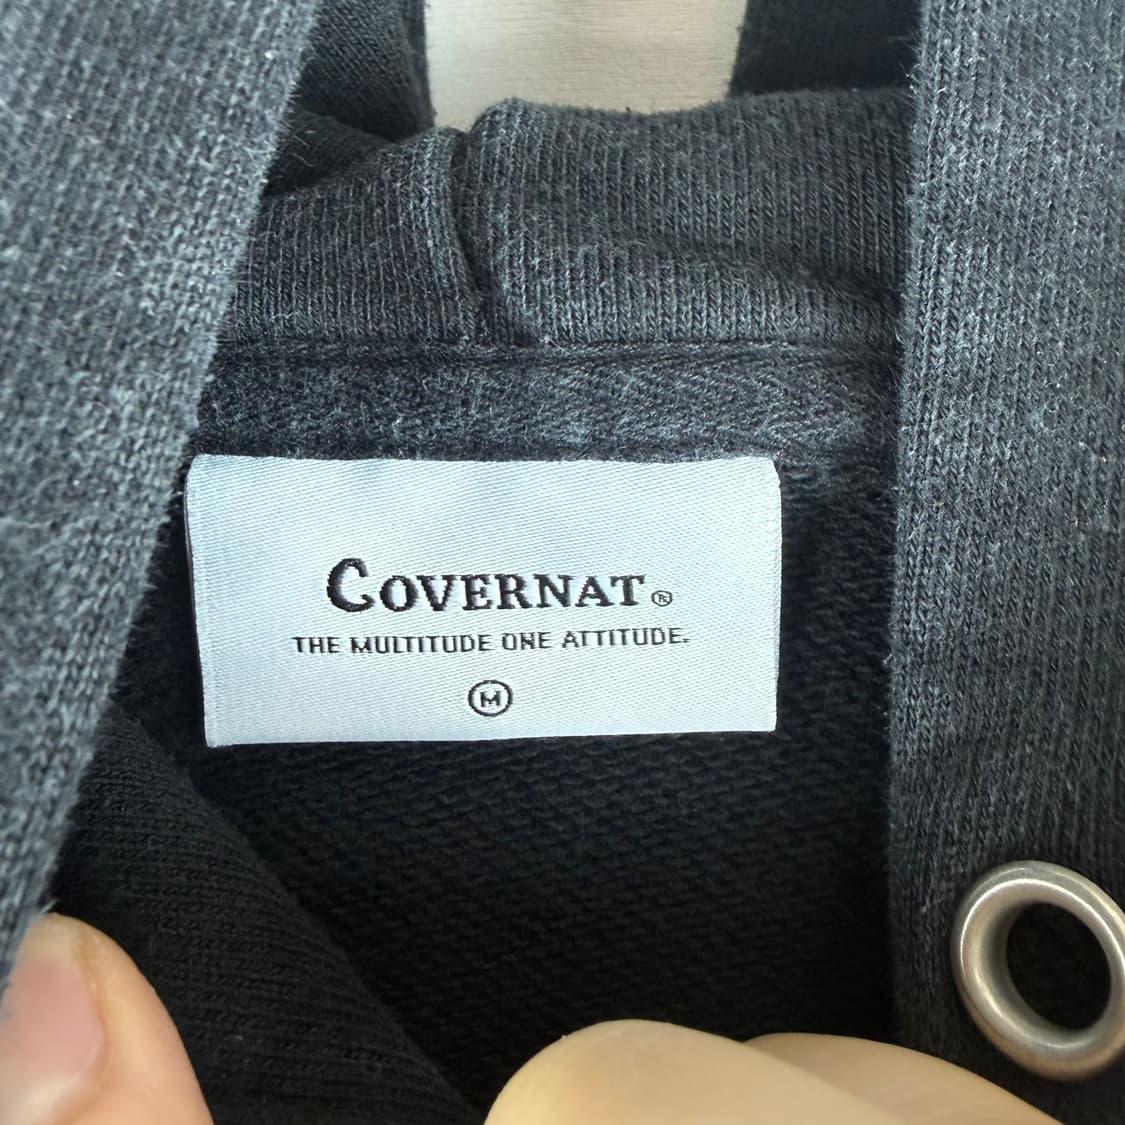 COVERNAT®
THE MULTITUDE ONE ATTITUDE.
M